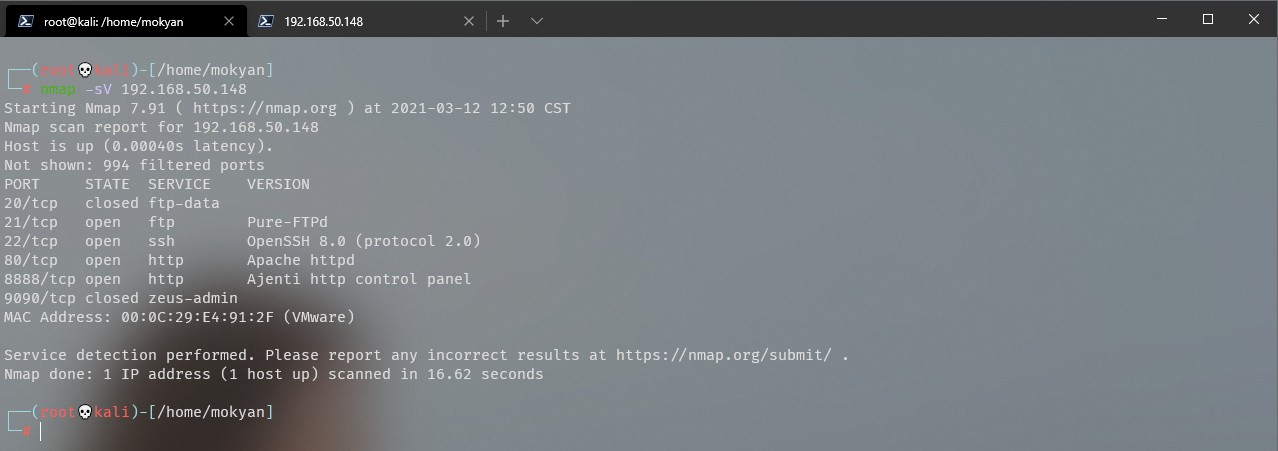 root@kali: /home/mokyan
192.168.50.148
┌──(root💀kali)-[/home/mokyan]
└─# nmap -sV 192.168.50.148
Starting Nmap 7.91 ( https://nmap.org ) at 2021-03-12 12:50 CST
Nmap scan report for 192.168.50.148
Host is up (0.00040s latency).
Not shown: 994 filtered ports
PORT     STATE  SERVICE    VERSION
20/tcp   closed ftp-data
21/tcp   open   ftp        Pure-FTPd
22/tcp   open   ssh        OpenSSH 8.0 (protocol 2.0)
80/tcp   open   http       Apache httpd
8888/tcp open   http       Ajenti http control panel
9090/tcp closed zeus-admin
MAC Address: 00:0C:29:E4:91:2F (VMware)
Service detection performed. Please report any incorrect results at https://nmap.org/submit/ .
Nmap done: 1 IP address (1 host up) scanned in 16.62 seconds
┌──(root💀kali)-[/home/mokyan]
└─#